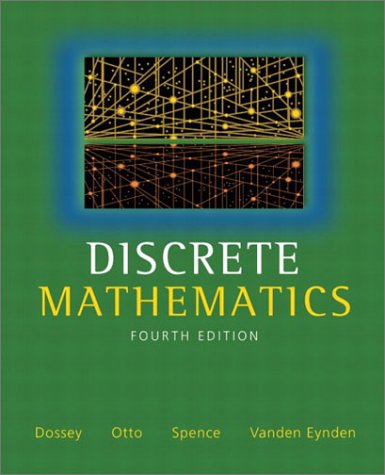 DISCRETE
MATHEMATICS
FOURTH EDITION
Dossey Otto Spence Vanden Eynden